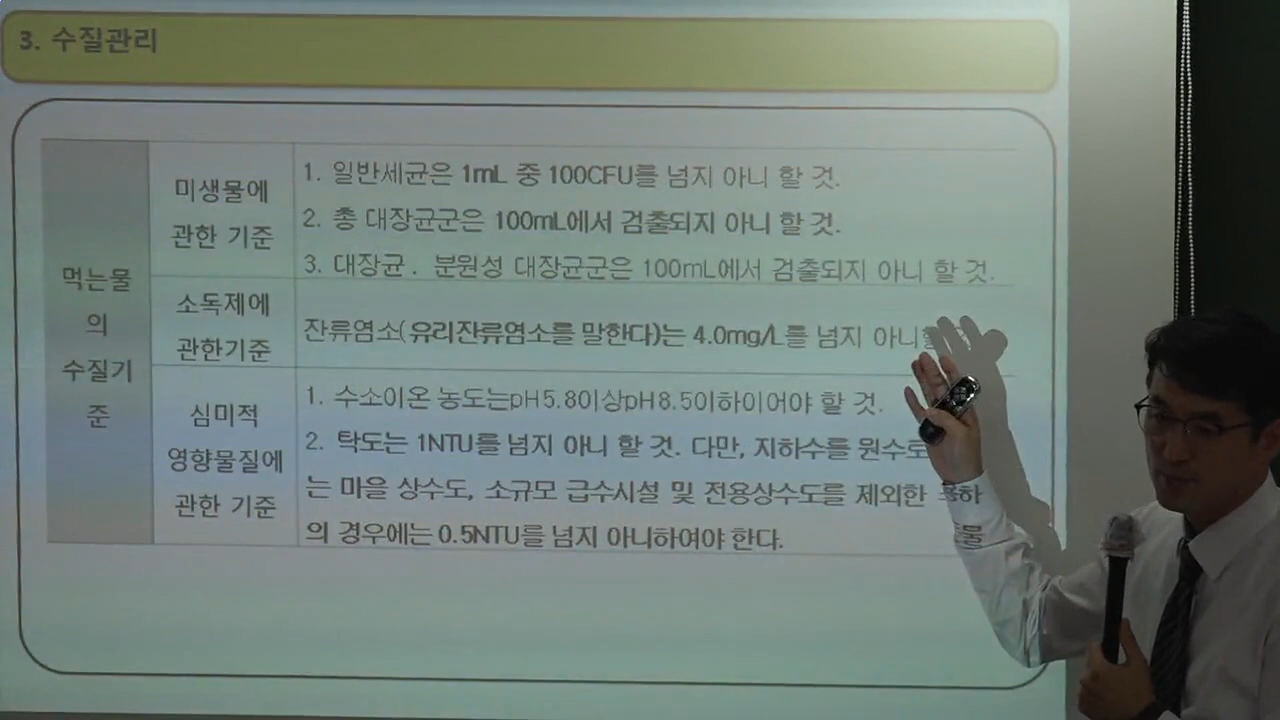 3. 수질관리
먹는물
의
수질기
준
미생물에
관한 기준
1. 일반세균은 1mL 중 100CFU를 넘지 아니 할 것.
2. 총 대장균군은 100mL에서 검출되지 아니 할 것.
3. 대장균. 분원성 대장균군은 100mL에서 검출되지 아니 할 것.
소독제에
관한기준
잔류염소(유리잔류염소를 말한다)는 4.0mg/L를 넘지 아니
심미적
영향물질에
관한 기준
1. 수소이온 농도는pH5.8이상pH8.5이하이어야 할 것.
2. 탁도는 1NTU를 넘지 아니 할 것. 다만, 지하수를 원수로
는 마을 상수도, 소규모 급수시설 및 전용상수도를 제외한
의 경우에는 0.5NTU를 넘지 아니하여야 한다.